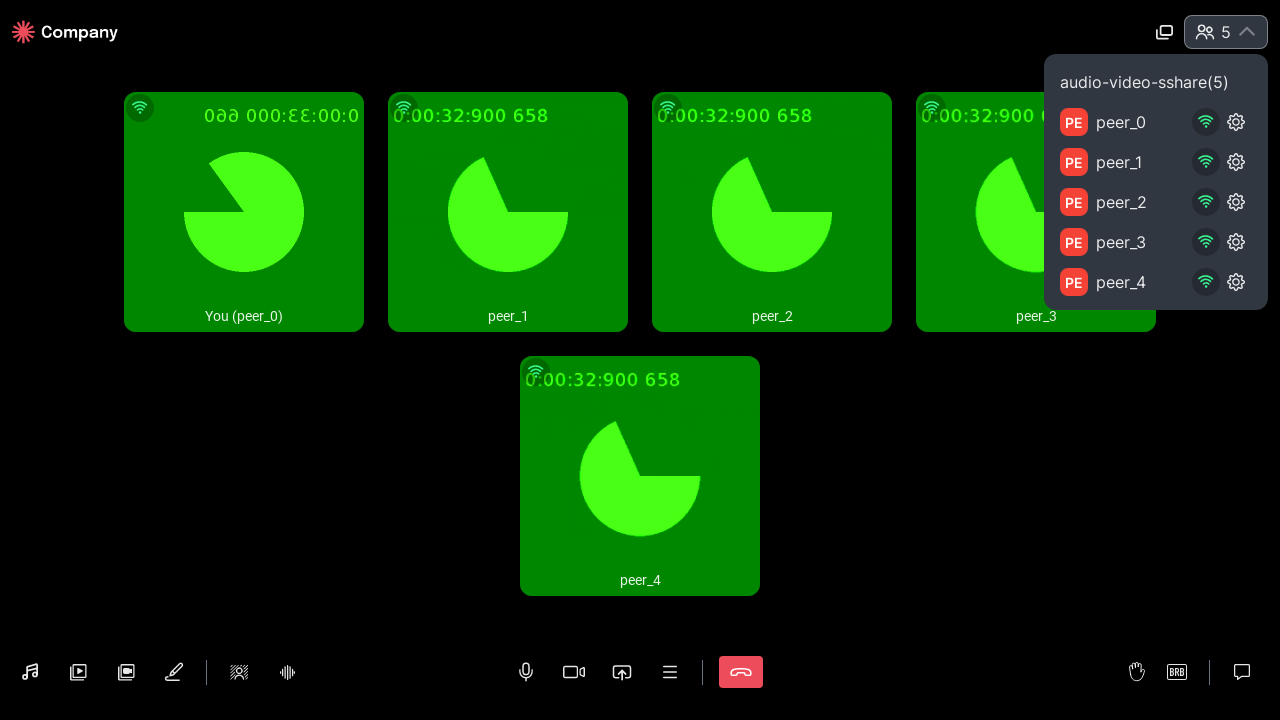 Company
5
audio-video-sshare(5)
PE peer_0
PE peer_1
PE peer_2
PE peer_3
PE peer_4
0:00:33:000 660
0:00:32:900 658
0:00:32:900 658
0:00:32:900
You (peer_0)
peer_1
peer_2
peer_3
0:00:32:900 658
peer_4
BRB